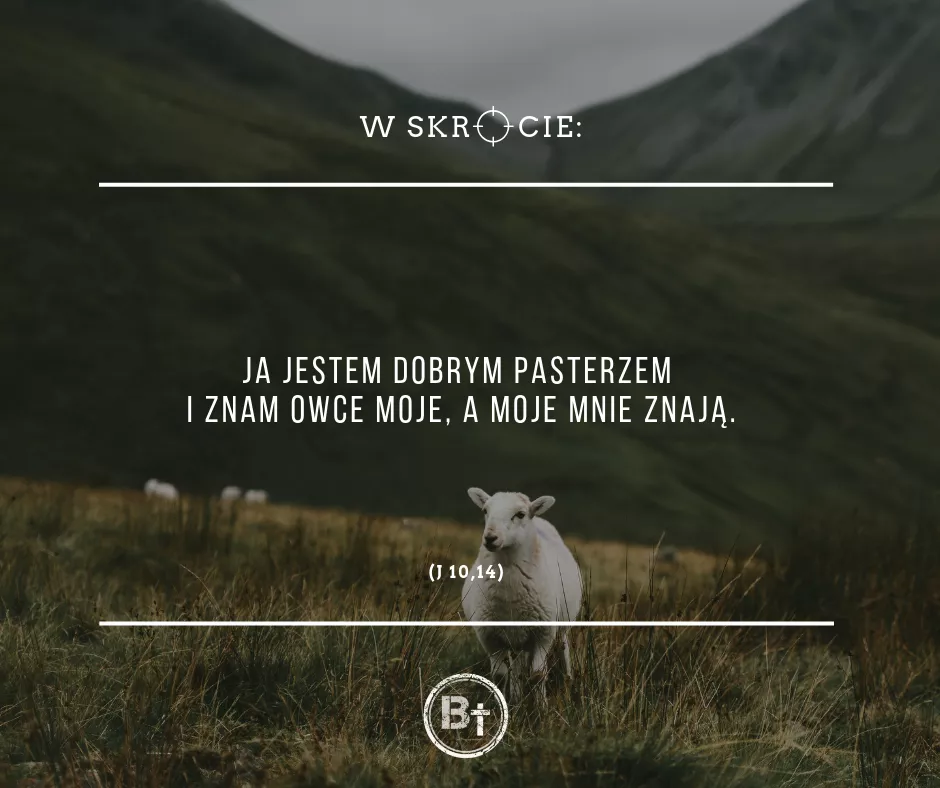 W SKRÓCIE:
JA JESTEM DOBRYM PASTERZEM
I ZNAM OWCE MOJE, A MOJE MNIE ZNAJĄ.
(J 10,14)
B†